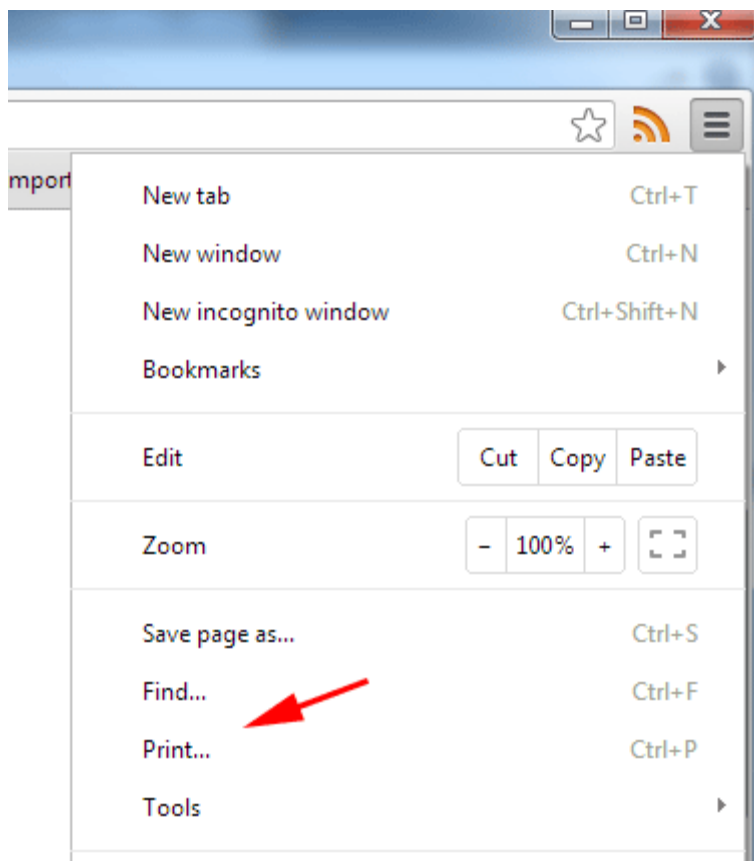 New tab Ctrl+T
New window Ctrl+N
New incognito window Ctrl+Shift+N
Bookmarks
Edit Cut Copy Paste
Zoom - 100% +
Save page as... Ctrl+S
Find... Ctrl+F
Print... Ctrl+P
Tools